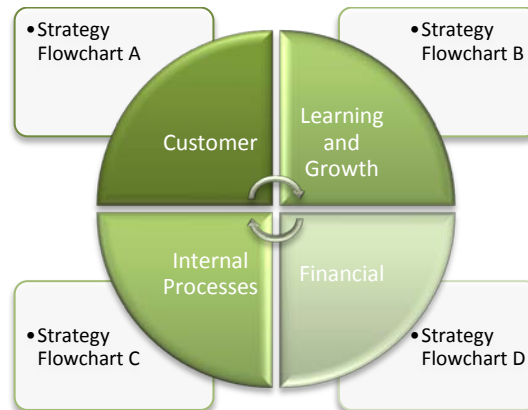 • Strategy
Flowchart A
• Strategy
Flowchart B
Customer
Learning
and
Growth
Internal
Processes
Financial
• Strategy
Flowchart C
• Strategy
Flowchart D